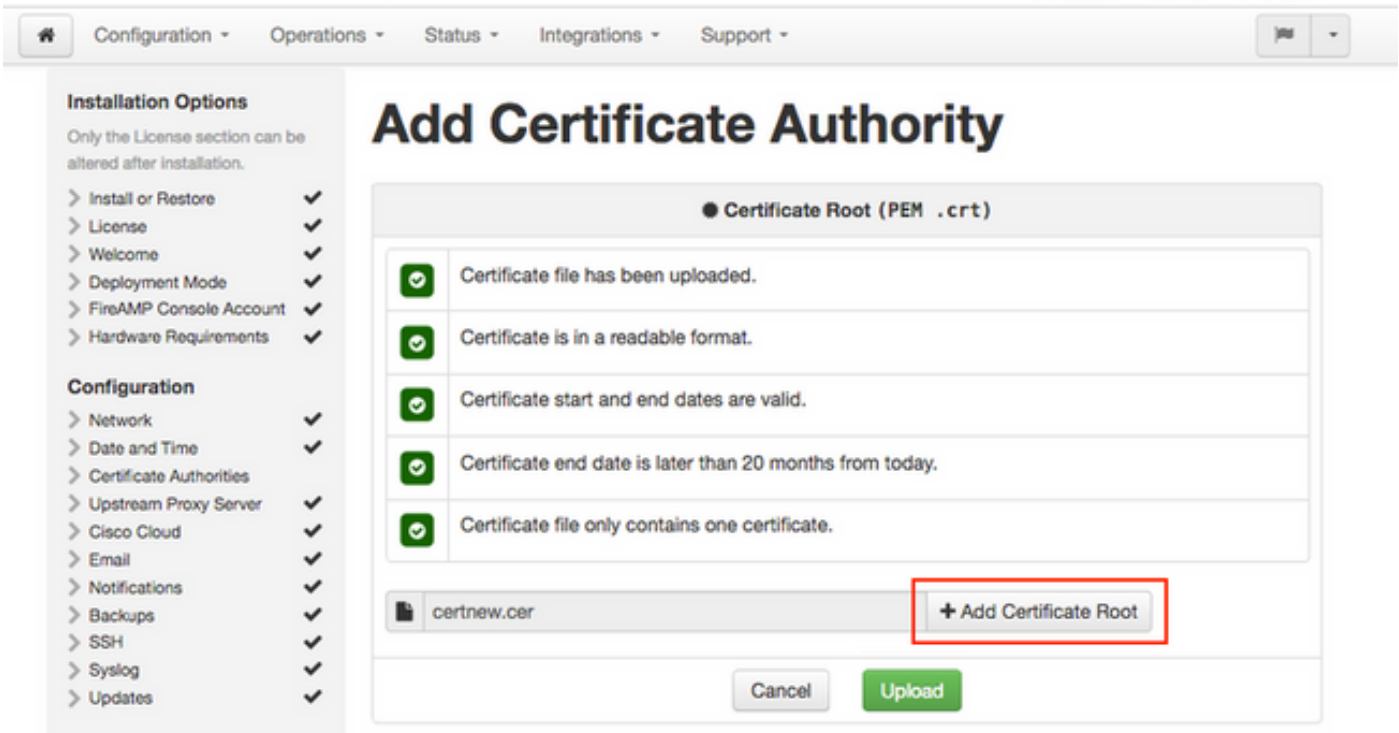 Configuration Operations Status Integrations Support
Installation Options
Only the License section can be
altered after installation.
Install or Restore
License
Welcome
Deployment Mode
FireAMP Console Account
Hardware Requirements
Configuration
Network
Date and Time
Certificate Authorities
Upstream Proxy Server
Cisco Cloud
Email
Notifications
Backups
SSH
Syslog
Updates
Add Certificate Authority
Certificate Root (PEM .crt)
Certificate file has been uploaded.
Certificate is in a readable format.
Certificate start and end dates are valid.
Certificate end date is later than 20 months from today.
Certificate file only contains one certificate.
certnew.cer
+ Add Certificate Root
Cancel Upload